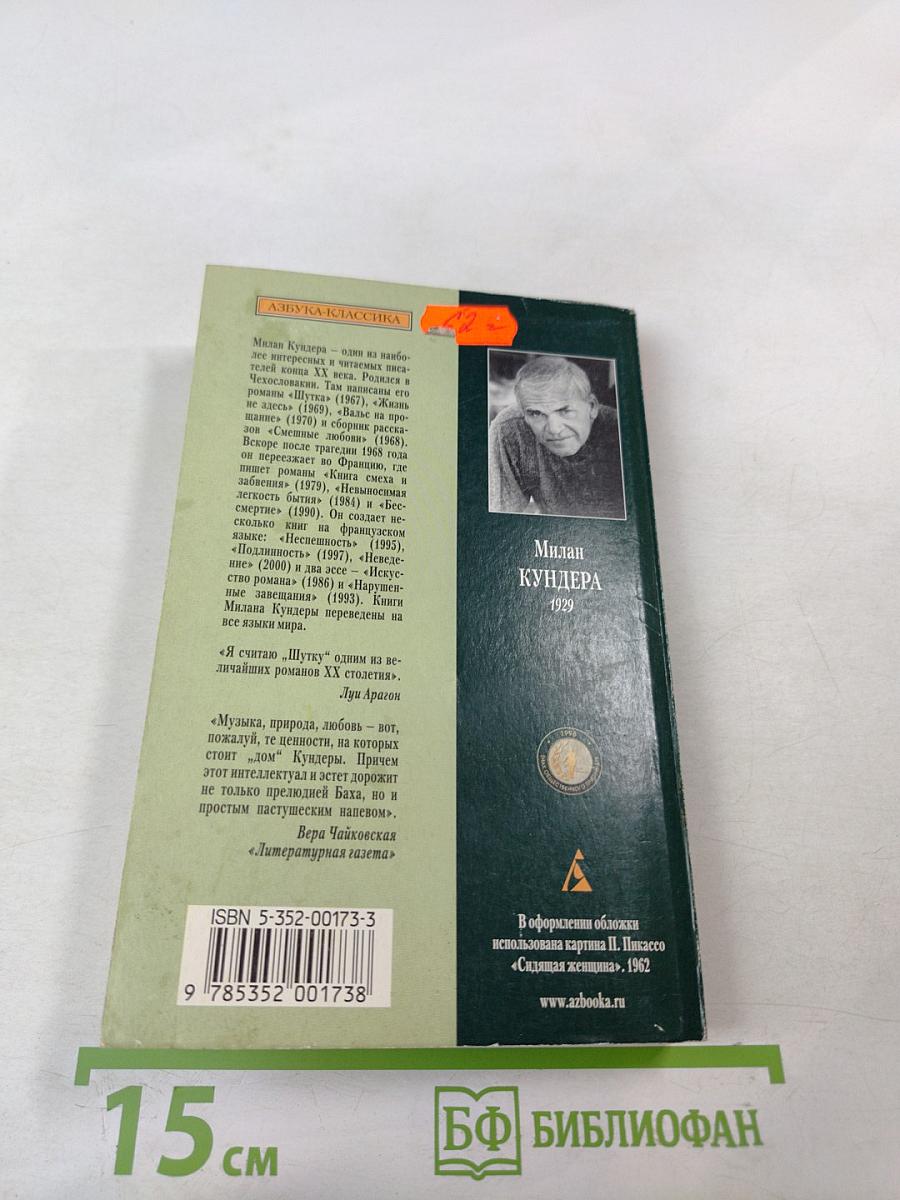 АЗБУКА-КЛАССИКА
Милан Кундера – один из наибо-
лее интересных и читаемых писа-
телей конца XX века. Родился в
Чехословакии. Там написаны его
романы «Шутка» (1967), «Жизнь
не здесь» (1969), «Вальс на про-
щание» (1970) и сборник расска-
зов «Смешные любови» (1968).
Вскоре после трагедии 1968 года
он переезжает во Францию, где
пишет романы «Книга смеха и
забвения» (1979), «Невыносимая
легкость бытия» (1984) и «Бес-
смертие» (1990). Он создает не-
сколько книг на французском
языке: «Неспешность» (1995),
«Подлинность» (1997), «Неведе-
ние» (2000) и два эссе – «Искус-
ство романа» (1986) и «Нарушен-
ные завещания» (1993). Книги
Милана Кундеры переведены на
все языки мира.
«Я считаю „Шутку“ одним из ве-
личайших романов XX столетия».
Луи Арагон
«Музыка, природа, любовь – вот,
пожалуй, те ценности, на которых
стоит „дом“ Кундеры. Причем
этот интеллектуал и эстет дорожит
не только прелюдией Баха, но и
простым пастушеским напевом».
Вера Чайковская
«Литературная газета»
ISBN 5-352-00173-3
9 785352 001738
Милан
КУНДЕРА
1929
1998
В оформлении обложки
использована картина П. Пикассо
«Сидящая женщина». 1962
www.azbooka.ru
15 см
БФ БИБЛИОФАН